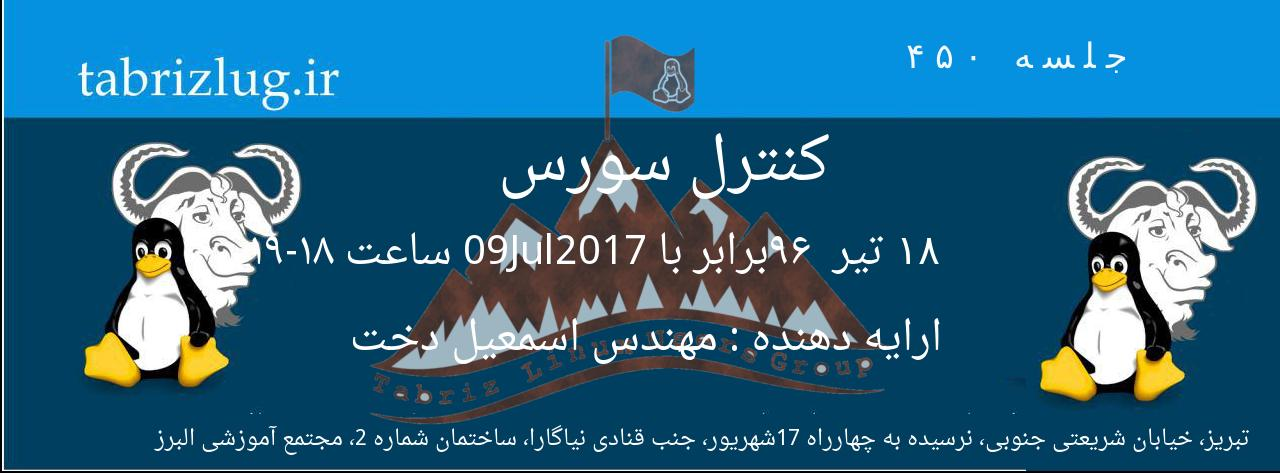 جلسه ۴۵۰
tabrizlug.ir
کنترل سورس
۱۸ تیر ۹۶برابر با 09Jul2017 ساعت ۱۸-۱۹
ارایه دهنده : مهندس اسمعیل دخت
Tabriz Linux Users Group
تبریز، خیابان شریعتی جنوبی، نرسیده به چهارراه 17شهریور، جنب قنادی نیاگارا، ساختمان شماره 2، مجتمع آموزشی البرز